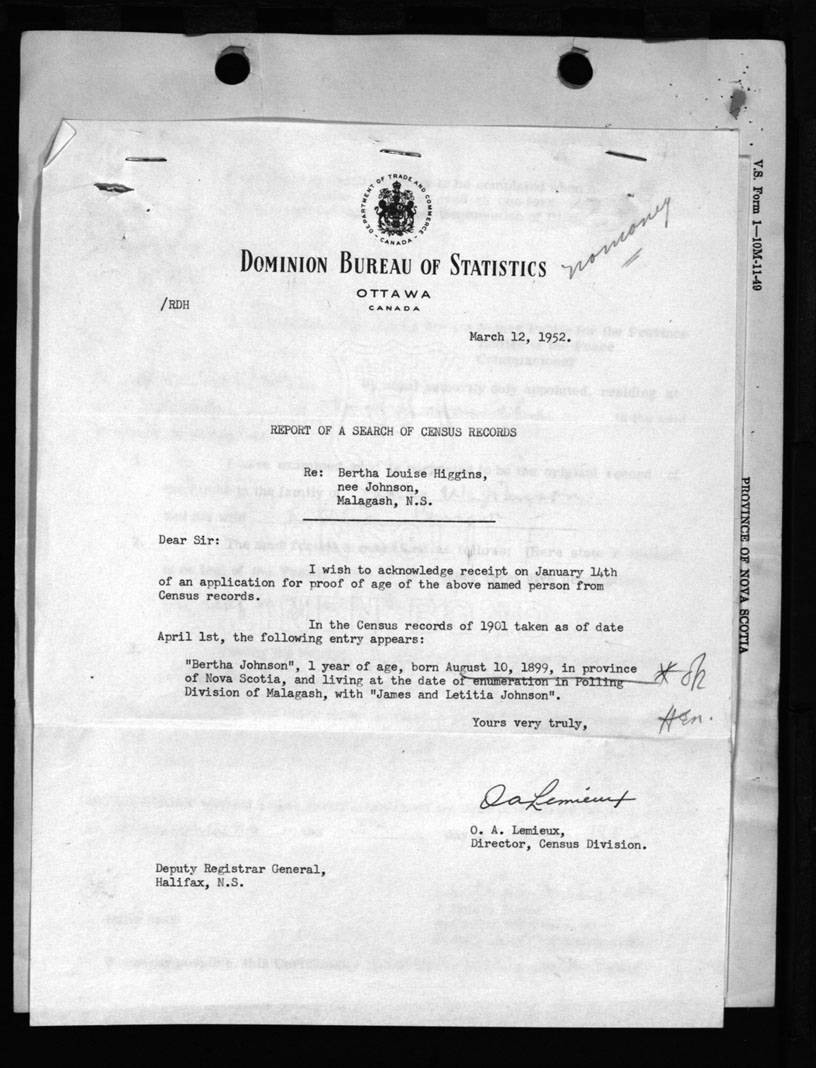 DEPARTMENT OF TRADE AND COMMERCE
CANADA
DOMINION BUREAU OF STATISTICS
nomoney
OTTAWA
CANADA
/RDH
March 12, 1952.
REPORT OF A SEARCH OF CENSUS RECORDS
Re: Bertha Louise Higgins,
nee Johnson,
Malagash, N.S.
Dear Sir:
I wish to acknowledge receipt on January 14th
of an application for proof of age of the above named person from
Census records.
In the Census records of 1901 taken as of date
April 1st, the following entry appears:
"Bertha Johnson", 1 year of age, born August 10, 1899, in province
of Nova Scotia, and living at the date of enumeration in Polling
Division of Malagash, with "James and Letitia Johnson".
Yours very truly,
O. A. Lemieux
O. A. Lemieux,
Director, Census Division.
Deputy Registrar General,
Halifax, N.S.
V.S. Form 1—10M-11-49
PROVINCE OF NOVA SCOTIA